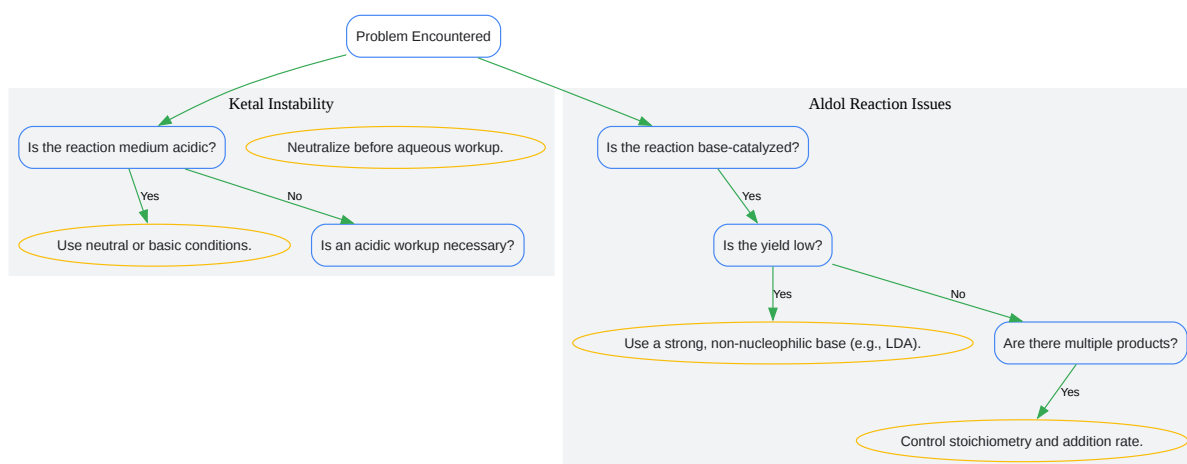 Problem Encountered
Ketal Instability
Aldol Reaction Issues
Is the reaction medium acidic?
Neutralize before aqueous workup.
Is the reaction base-catalyzed?
Yes
No
Yes
Use neutral or basic conditions.
Is an acidic workup necessary?
Is the yield low?
Yes
No
Use a strong, non-nucleophilic base (e.g., LDA).
Are there multiple products?
Yes
Control stoichiometry and addition rate.